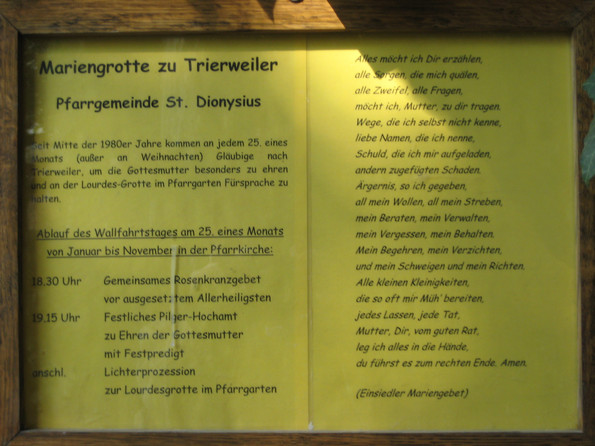 Mariengrotte zu Trierweiler
Pfarrgemeinde St. Dionysius
Seit Mitte der 1980er Jahre kommen an jedem 25. eines
Monats (außer an Weihnachten) Gläubige nach
Trierweiler, um die Gottesmutter besonders zu ehren
und an der Lourdes-Grotte im Pfarrgarten Fürsprache zu
halten.
Ablauf des Wallfahrtstages am 25. eines Monats
von Januar bis November in der Pfarrkirche:
18.30 Uhr Gemeinsames Rosenkranzgebet
vor ausgesetztem Allerheiligsten
19.15 Uhr Festliches Pilger-Hochamt
zu Ehren der Gottesmutter
mit Festpredigt
anschl. Lichterprozession
zur Lourdesgrotte im Pfarrgarten
Alles möcht ich Dir erzählen,
alle Sorgen, die mich quälen,
alle Zweifel, alle Fragen,
möcht ich, Mutter, zu dir tragen.
Wege, die ich selbst nicht kenne,
liebe Namen, die ich nenne,
Schuld, die ich mir aufgeladen,
andern zugefügten Schaden.
Ärgernis, so ich gegeben,
all mein Wollen, all mein Streben,
mein Beraten, mein Verwalten,
mein Vergessen, mein Behalten.
Mein Begehren, mein Verzichten,
und mein Schweigen und mein Richten.
Alle kleinen Kleinigkeiten,
die so oft mir Müh' bereiten,
jedes Lassen, jede Tat,
Mutter, Dir, vom guten Rat,
leg ich alles in die Hände,
du führst es zum rechten Ende. Amen.
(Einsiedler Mariengebet)